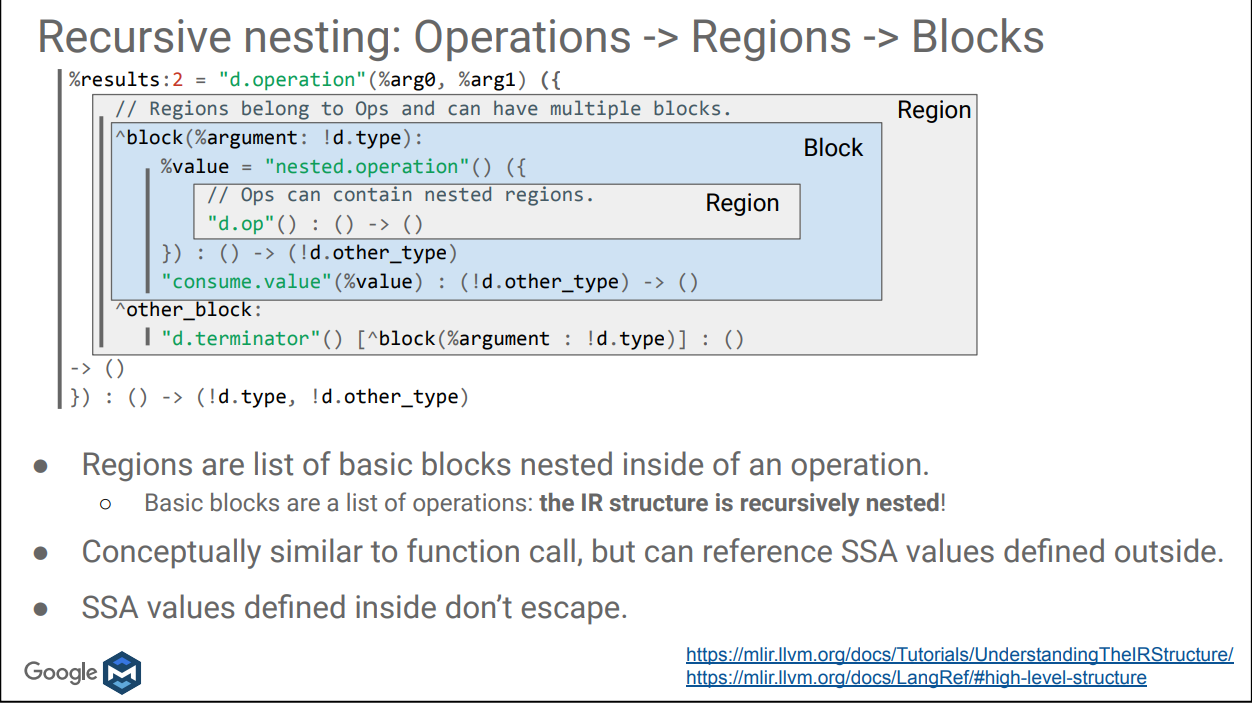 Recursive nesting: Operations -> Regions -> Blocks
%results:2 = "d.operation"(%arg0, %arg1) ({
// Regions belong to Ops and can have multiple blocks.
Region
^block(%argument: !d.type):
Block
%value = "nested.operation"() ({
// Ops can contain nested regions.
Region
"d.op"() : () -> ()
}) : () -> (!d.other_type)
"consume.value"(%value) : (!d.other_type) -> ()
^other_block:
"d.terminator"() [^block(%argument : !d.type)] : ()
-> ()
}) : () -> (!d.type, !d.other_type)
● Regions are list of basic blocks nested inside of an operation.
○ Basic blocks are a list of operations: the IR structure is recursively nested!
● Conceptually similar to function call, but can reference SSA values defined outside.
● SSA values defined inside don’t escape.
Google
https://mlir.llvm.org/docs/Tutorials/UnderstandingTheIRStructure/
https://mlir.llvm.org/docs/LangRef/#high-level-structure